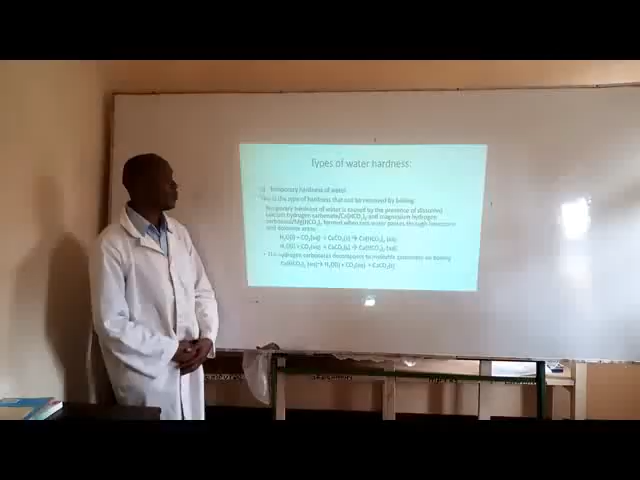 Types of water hardness:
Temporary hardness of water
This is the type of hardness that can be removed by boiling
Temporary hardness of water is caused by the presence of dissolved
calcium hydrogen carbonate/Ca(HCO₃)₂ and magnesium hydrogen
carbonate/Mg(HCO₃)₂ formed when rain water passes through limestone
and dolomite areas
H₂O(l) + CO₂(aq) + CaCO₃(s) → Ca(HCO₃)₂ (aq)
H₂O(l) + CO₂(aq) + CaCO₃(s) → Ca(HCO₃)₂ (aq)
• The hydrogen carbonates decompose to insoluble carbonates on boiling
Ca(HCO₃)₂ (aq)→ H₂O(l) + CO₂(aq) + CaCO₃(s)